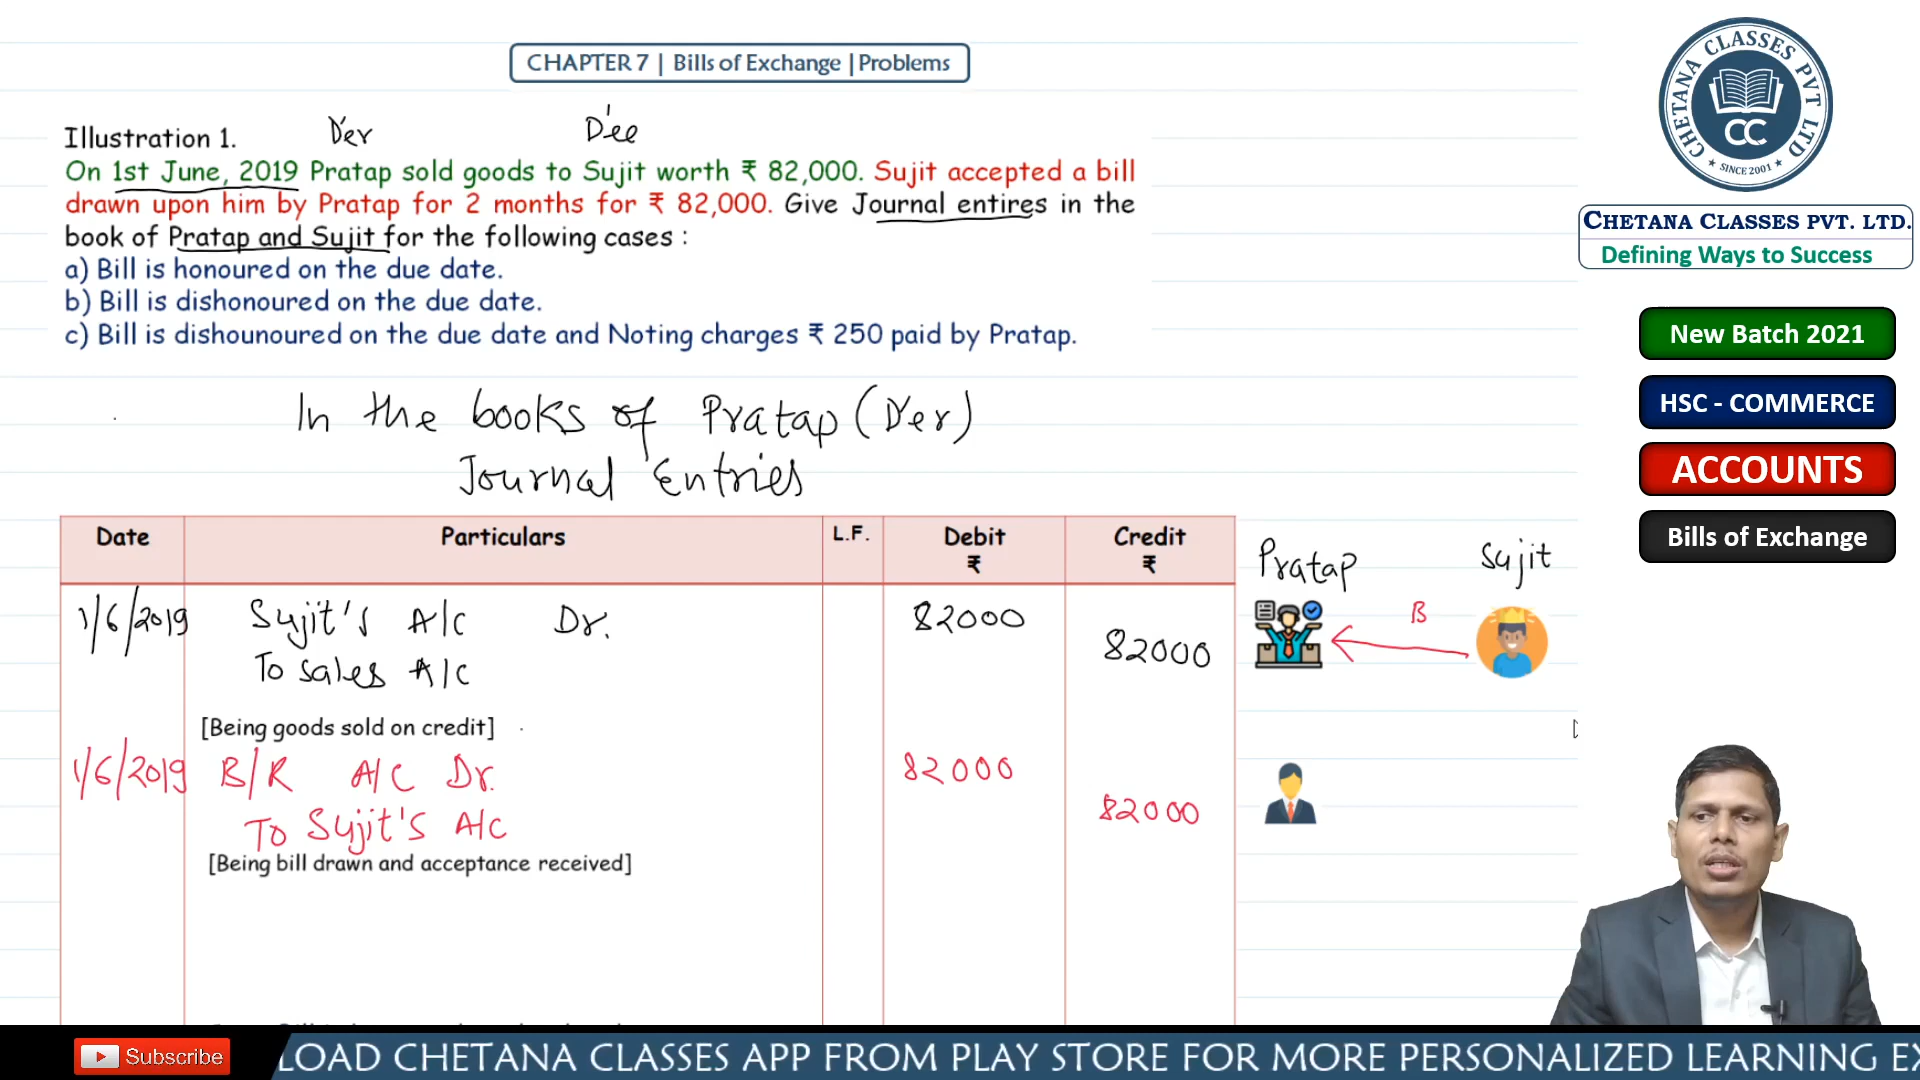 CHAPTER 7 | Bills of Exchange |Problems
D'er
D'ee
Illustration 1.
On 1st June, 2019 Pratap sold goods to Sujit worth ₹ 82,000. Sujit accepted a bill
drawn upon him by Pratap for 2 months for ₹ 82,000. Give Journal entires in the
book of Pratap and Sujit for the following cases :
a) Bill is honoured on the due date.
b) Bill is dishonoured on the due date.
c) Bill is dishounoured on the due date and Noting charges ₹ 250 paid by Pratap.
In the books of Pratap (D'er)
Journal Entries
Date Particulars L.F. Debit ₹ Credit ₹
1/6/2019 Sujit's A/c Dr. 82000
To Sales A/c 82000
[Being goods sold on credit]
1/6/2019 B/R A/C Dr. 82000
To Sujit's A/c 82000
[Being bill drawn and acceptance received]
Pratap Sujit
B
CHETANA CLASSES PVT LTD
CC
SINCE 2001
CHETANA CLASSES PVT. LTD.
Defining Ways to Success
New Batch 2021
HSC - COMMERCE
ACCOUNTS
Bills of Exchange
Subscribe
LOAD CHETANA CLASSES APP FROM PLAY STORE FOR MORE PERSONALIZED LEARNING EX